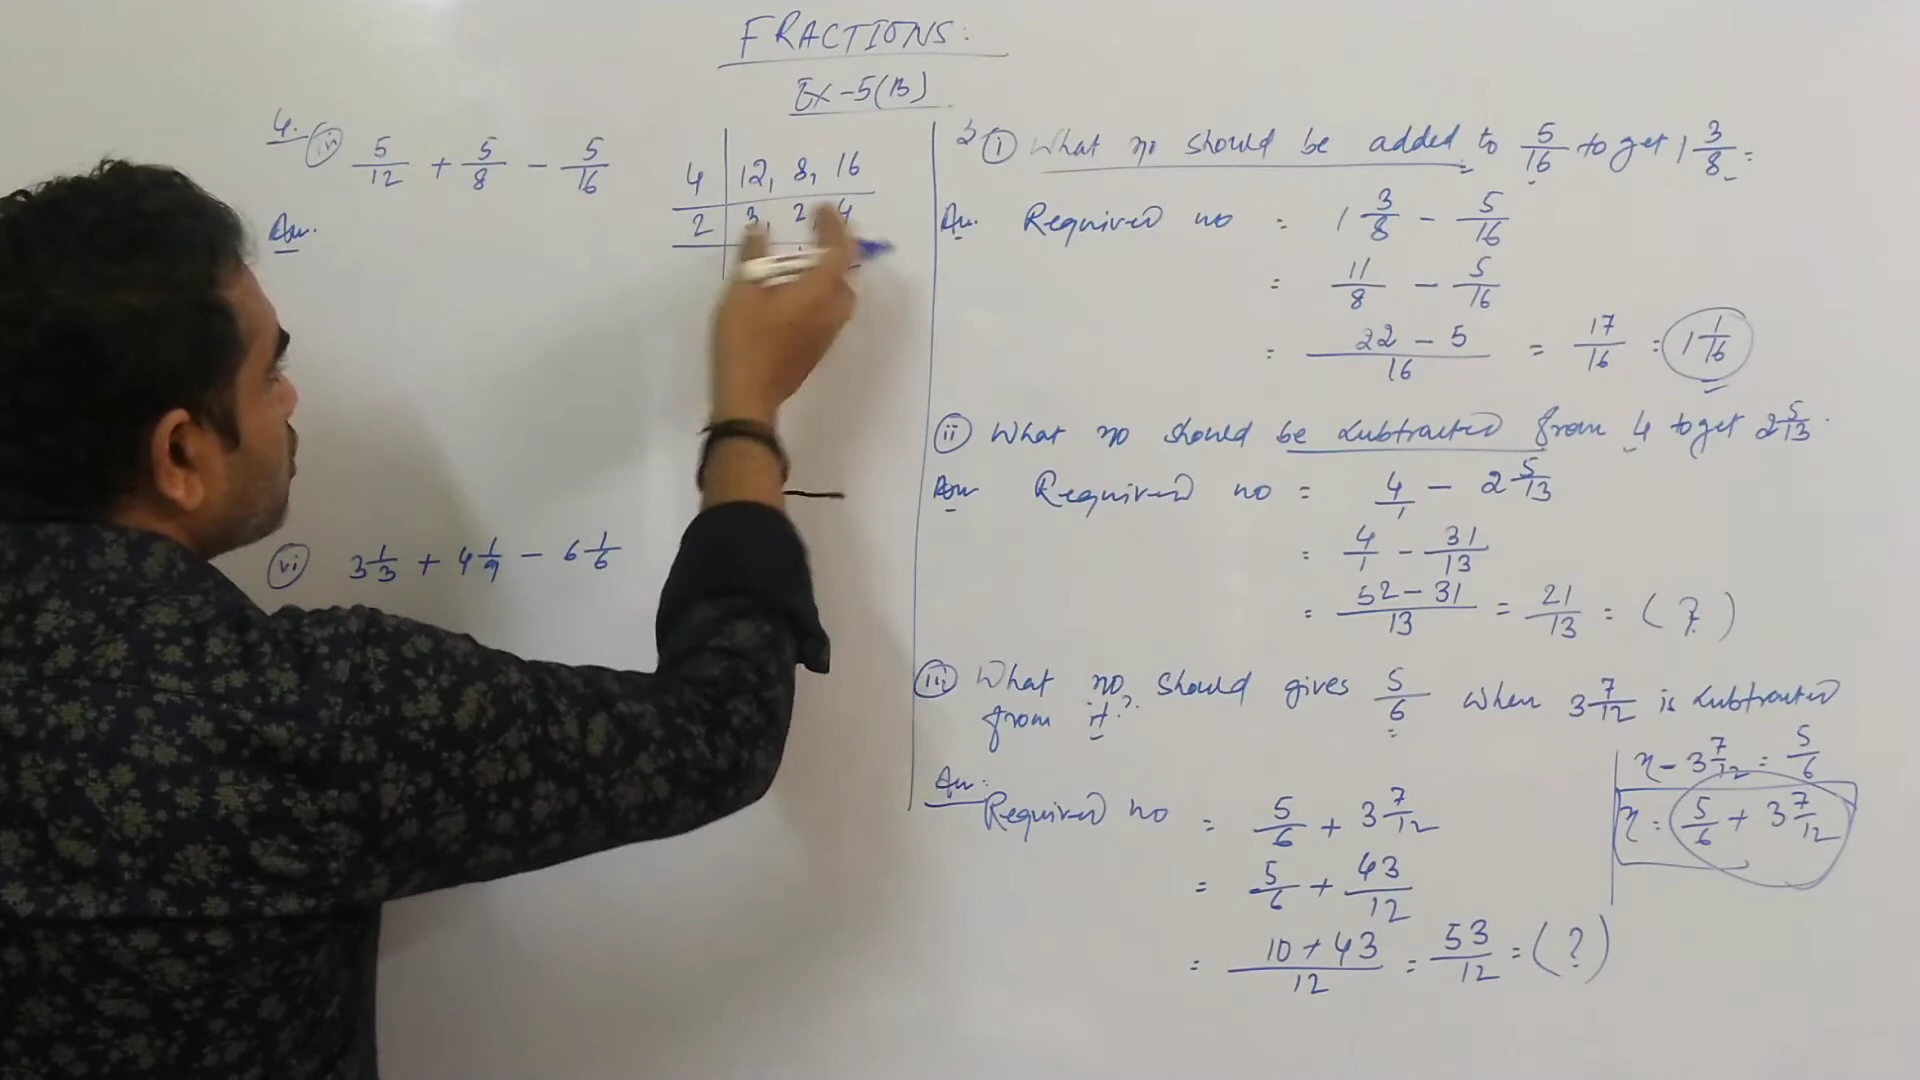 FRACTIONS:
Ex-5(B)
4. (iv) 5/12 + 5/8 - 5/16
4 | 12, 8, 16
2 | 3, 2, 4
Ans.
(vi) 3 1/3 + 4 1/9 - 6 1/6
3 (i) What no should be added to 5/16 to get 1 3/8 =
Ans. Required no = 1 3/8 - 5/16
= 11/8 - 5/16
= 22 - 5/16 = 17/16 = 1 1/16
(ii) What no should be subtracted from 4 to get 2 5/13.
Ans Required no = 4/1 - 2 5/13
= 4/1 - 31/13
= 52 - 31/13 = 21/13 = (?)
(iii) What no, should gives 5/6 when 3 7/12 is subtracted
from it?
Ans:
Required no = 5/6 + 3 7/12
= 5/6 + 43/12
= 10 + 43/12 = 53/12 = (?)
x - 3 7/12 = 5/6
x = 5/6 + 3 7/12